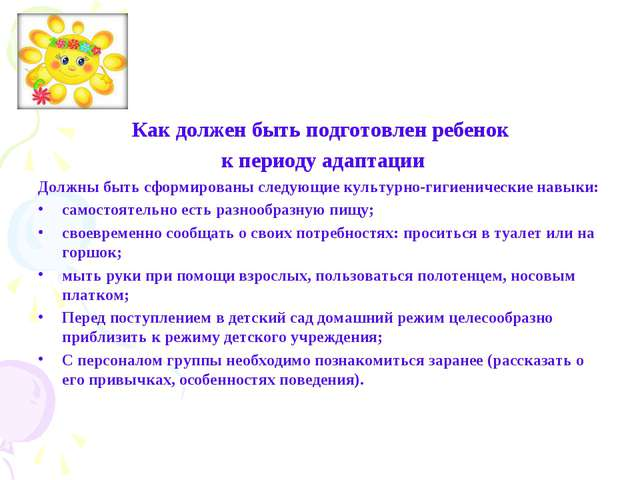 Как должен быть подготовлен ребенок
к периоду адаптации
Должны быть сформированы следующие культурно-гигиенические навыки:
• самостоятельно есть разнообразную пищу;
• своевременно сообщать о своих потребностях: проситься в туалет или на
горшок;
• мыть руки при помощи взрослых, пользоваться полотенцем, носовым
платком;
• Перед поступлением в детский сад домашний режим целесообразно
приблизить к режиму детского учреждения;
• С персоналом группы необходимо познакомиться заранее (рассказать о
его привычках, особенностях поведения).